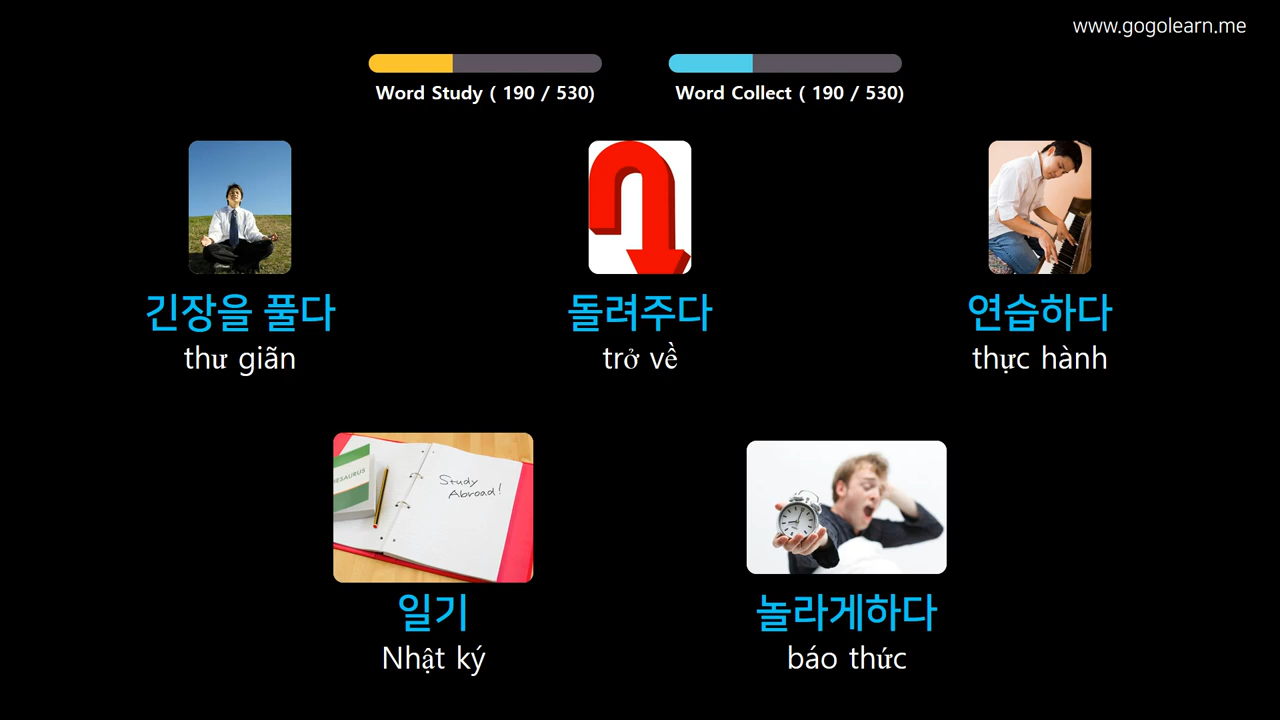 www.gogolearn.me
Word Study ( 190 / 530)
Word Collect ( 190 / 530)
긴장을 풀다
thư giãn
돌려주다
trở về
연습하다
thực hành
ESAURUS
Study
Abroad!
일기
Nhật ký
놀라게하다
báo thức